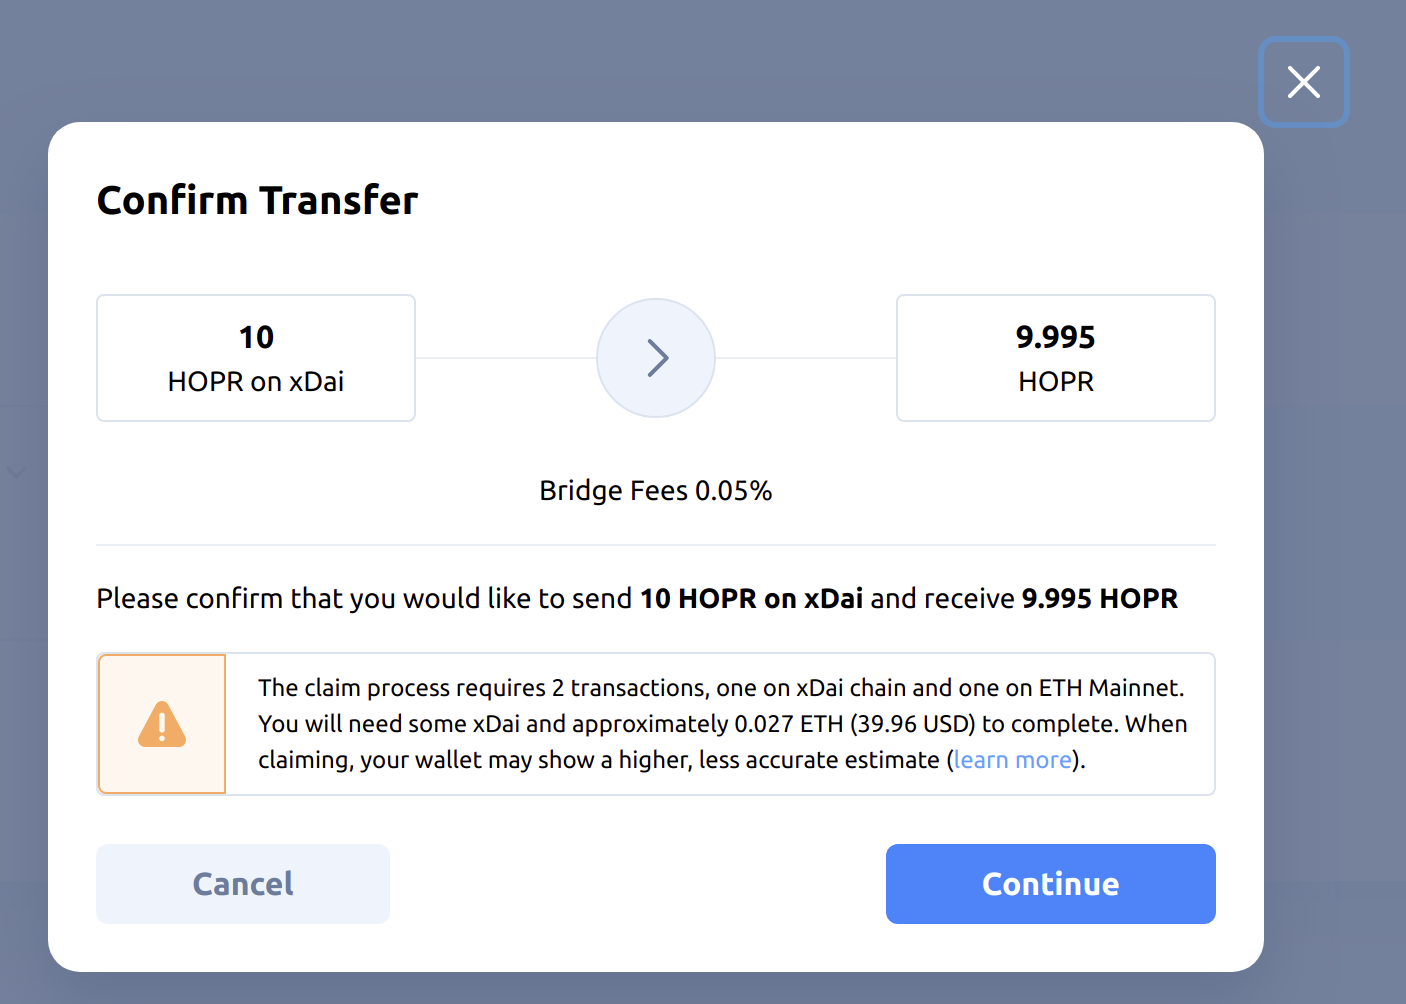 Confirm Transfer
10
HOPR on xDai
9.995
HOPR
Bridge Fees 0.05%
Please confirm that you would like to send 10 HOPR on xDai and receive 9.995 HOPR
The claim process requires 2 transactions, one on xDai chain and one on ETH Mainnet.
You will need some xDai and approximately 0.027 ETH (39.96 USD) to complete. When
claiming, your wallet may show a higher, less accurate estimate (learn more).
Cancel
Continue